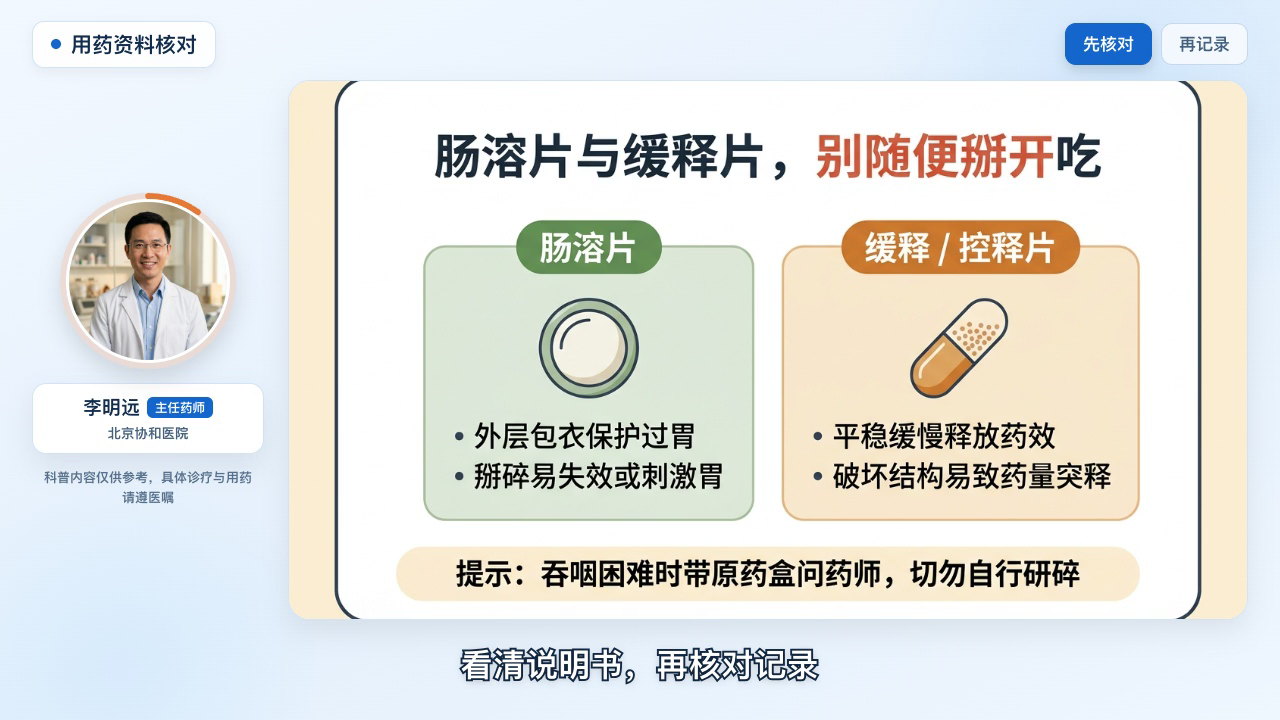 用药资料核对
先核对
再记录
肠溶片与缓释片，别随便掰开吃
肠溶片
外层包衣保护过胃
掰碎易失效或刺激胃
缓释 / 控释片
平稳缓慢释放药效
破坏结构易致药量突释
提示：吞咽困难时带原药盒问药师，切勿自行研碎
李明远 主任药师
北京协和医院
科普内容仅供参考，具体诊疗与用药
请遵医嘱
看清说明书，再核对记录